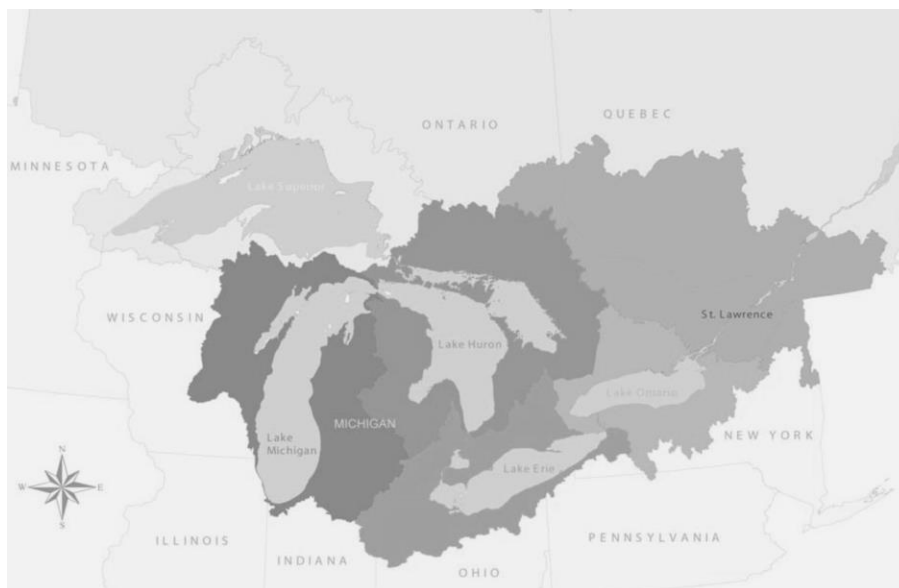 QUEBEC
ONTARIO
MINNESOTA
Lake Superior
St. Lawrence
WISCONSIN
Lake Huron
Lake Ontario
MICHIGAN
NEW YORK
Lake
Michigan
Lake Erie
N
W E
S
PENNSYLVANIA
ILLINOIS
INDIANA
OHIO